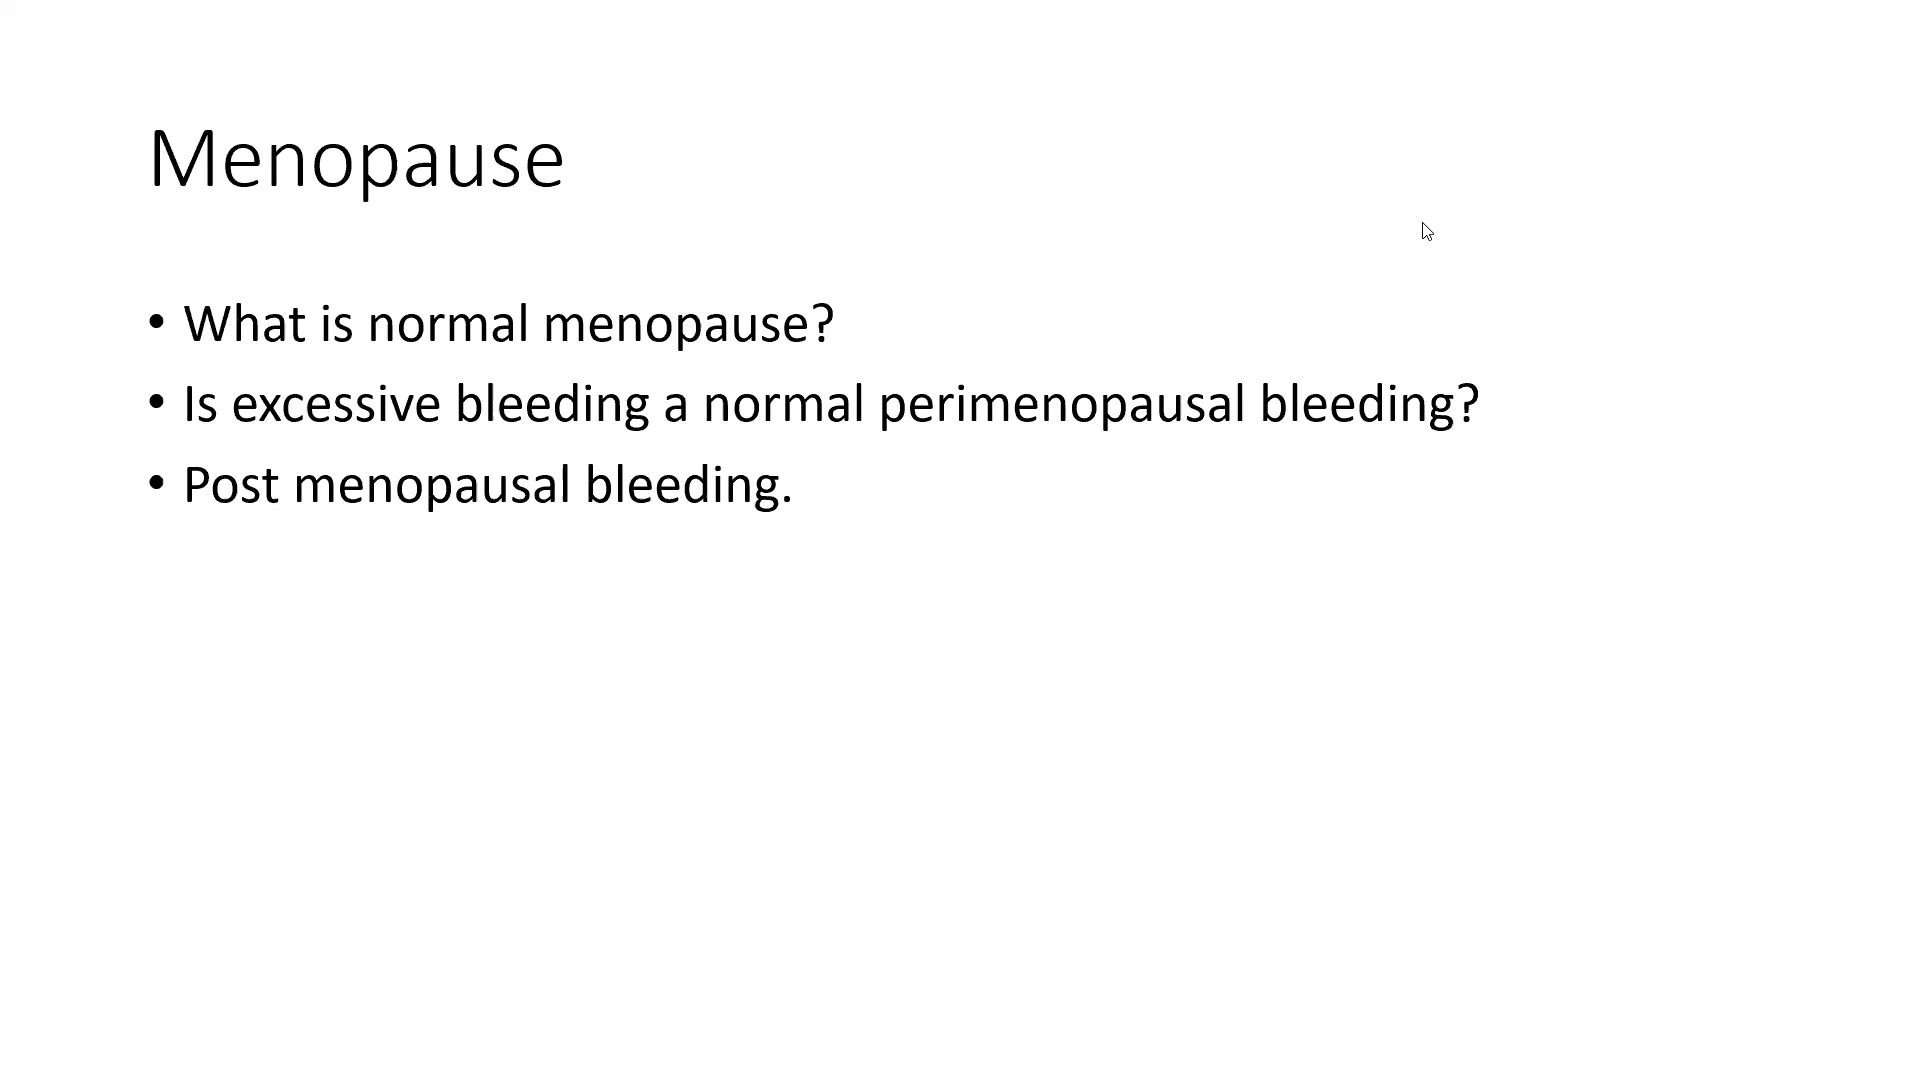 Menopause
• What is normal menopause?
• Is excessive bleeding a normal perimenopausal bleeding?
• Post menopausal bleeding.